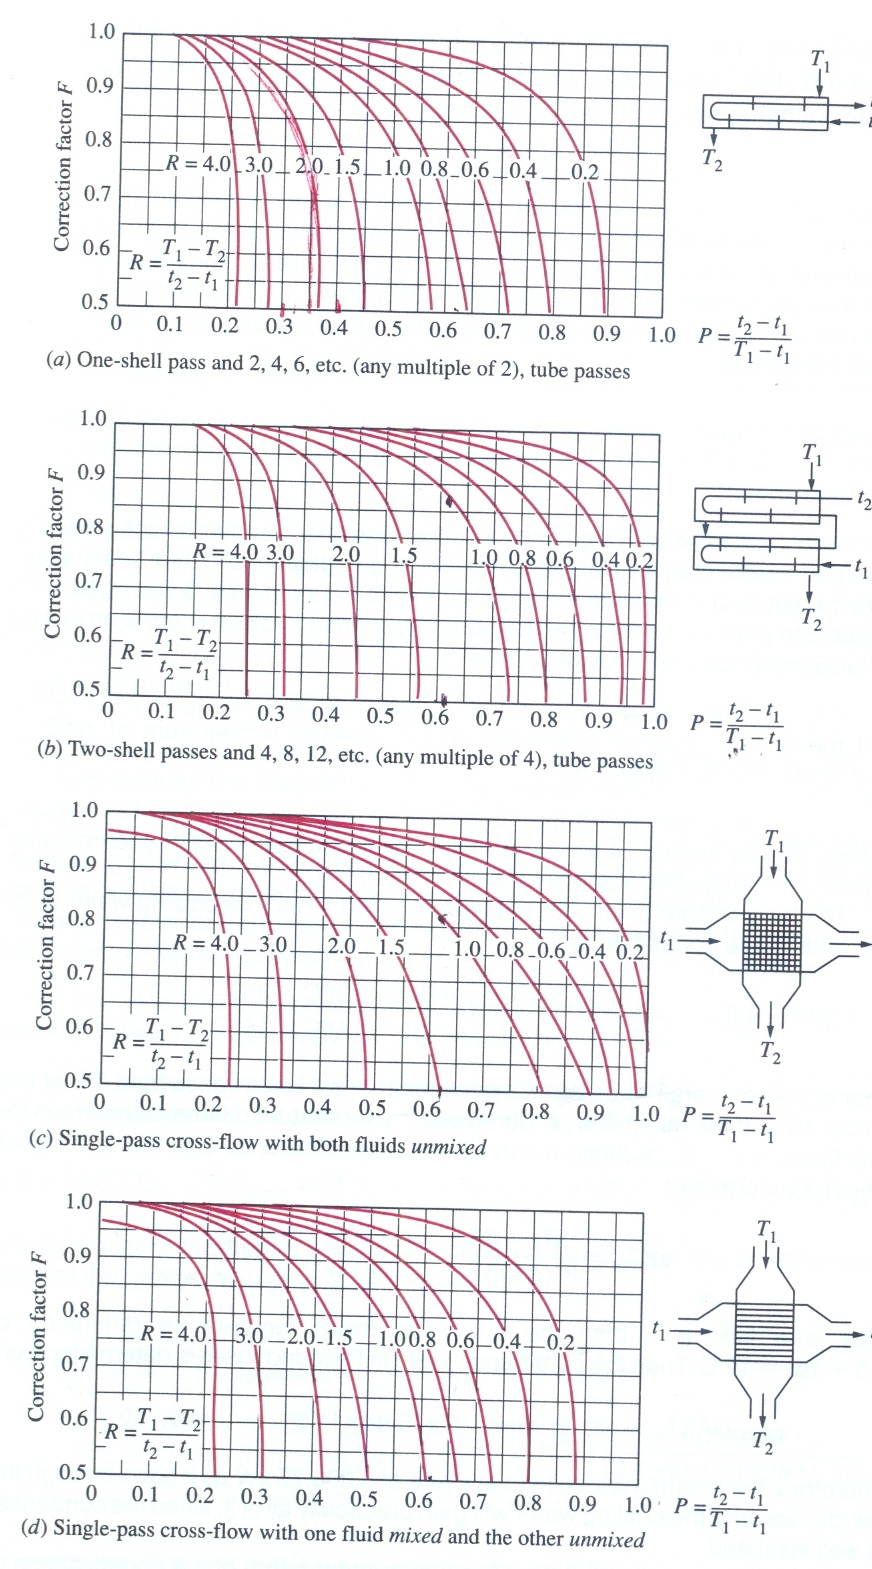 Correction factor F
1.0
0.9
0.8
0.7
0.6
0.5
R = 4.0 3.0 2.0 1.5 1.0 0.8 0.6 0.4 0.2
R = T1 − T2 / t2 − t1
0 0.1 0.2 0.3 0.4 0.5 0.6 0.7 0.8 0.9 1.0
P = t2 − t1 / T1 − t1
T1
T2
(a) One-shell pass and 2, 4, 6, etc. (any multiple of 2), tube passes
Correction factor F
1.0
0.9
0.8
0.7
0.6
0.5
R = 4.0 3.0 2.0 1.5 1.0 0.8 0.6 0.4 0.2
R = T1 − T2 / t2 − t1
0 0.1 0.2 0.3 0.4 0.5 0.6 0.7 0.8 0.9 1.0
P = t2 − t1 / T1 − t1
T1
t2
t1
T2
(b) Two-shell passes and 4, 8, 12, etc. (any multiple of 4), tube passes
Correction factor F
1.0
0.9
0.8
0.7
0.6
0.5
R = 4.0 3.0 2.0 1.5 1.0 0.8 0.6 0.4 0.2
R = T1 − T2 / t2 − t1
0 0.1 0.2 0.3 0.4 0.5 0.6 0.7 0.8 0.9 1.0
P = t2 − t1 / T1 − t1
T1
t1
T2
(c) Single-pass cross-flow with both fluids unmixed
Correction factor F
1.0
0.9
0.8
0.7
0.6
0.5
R = 4.0 3.0 2.0 1.5 1.0 0.8 0.6 0.4 0.2
R = T1 − T2 / t2 − t1
0 0.1 0.2 0.3 0.4 0.5 0.6 0.7 0.8 0.9 1.0
P = t2 − t1 / T1 − t1
T1
t1
T2
(d) Single-pass cross-flow with one fluid mixed and the other unmixed